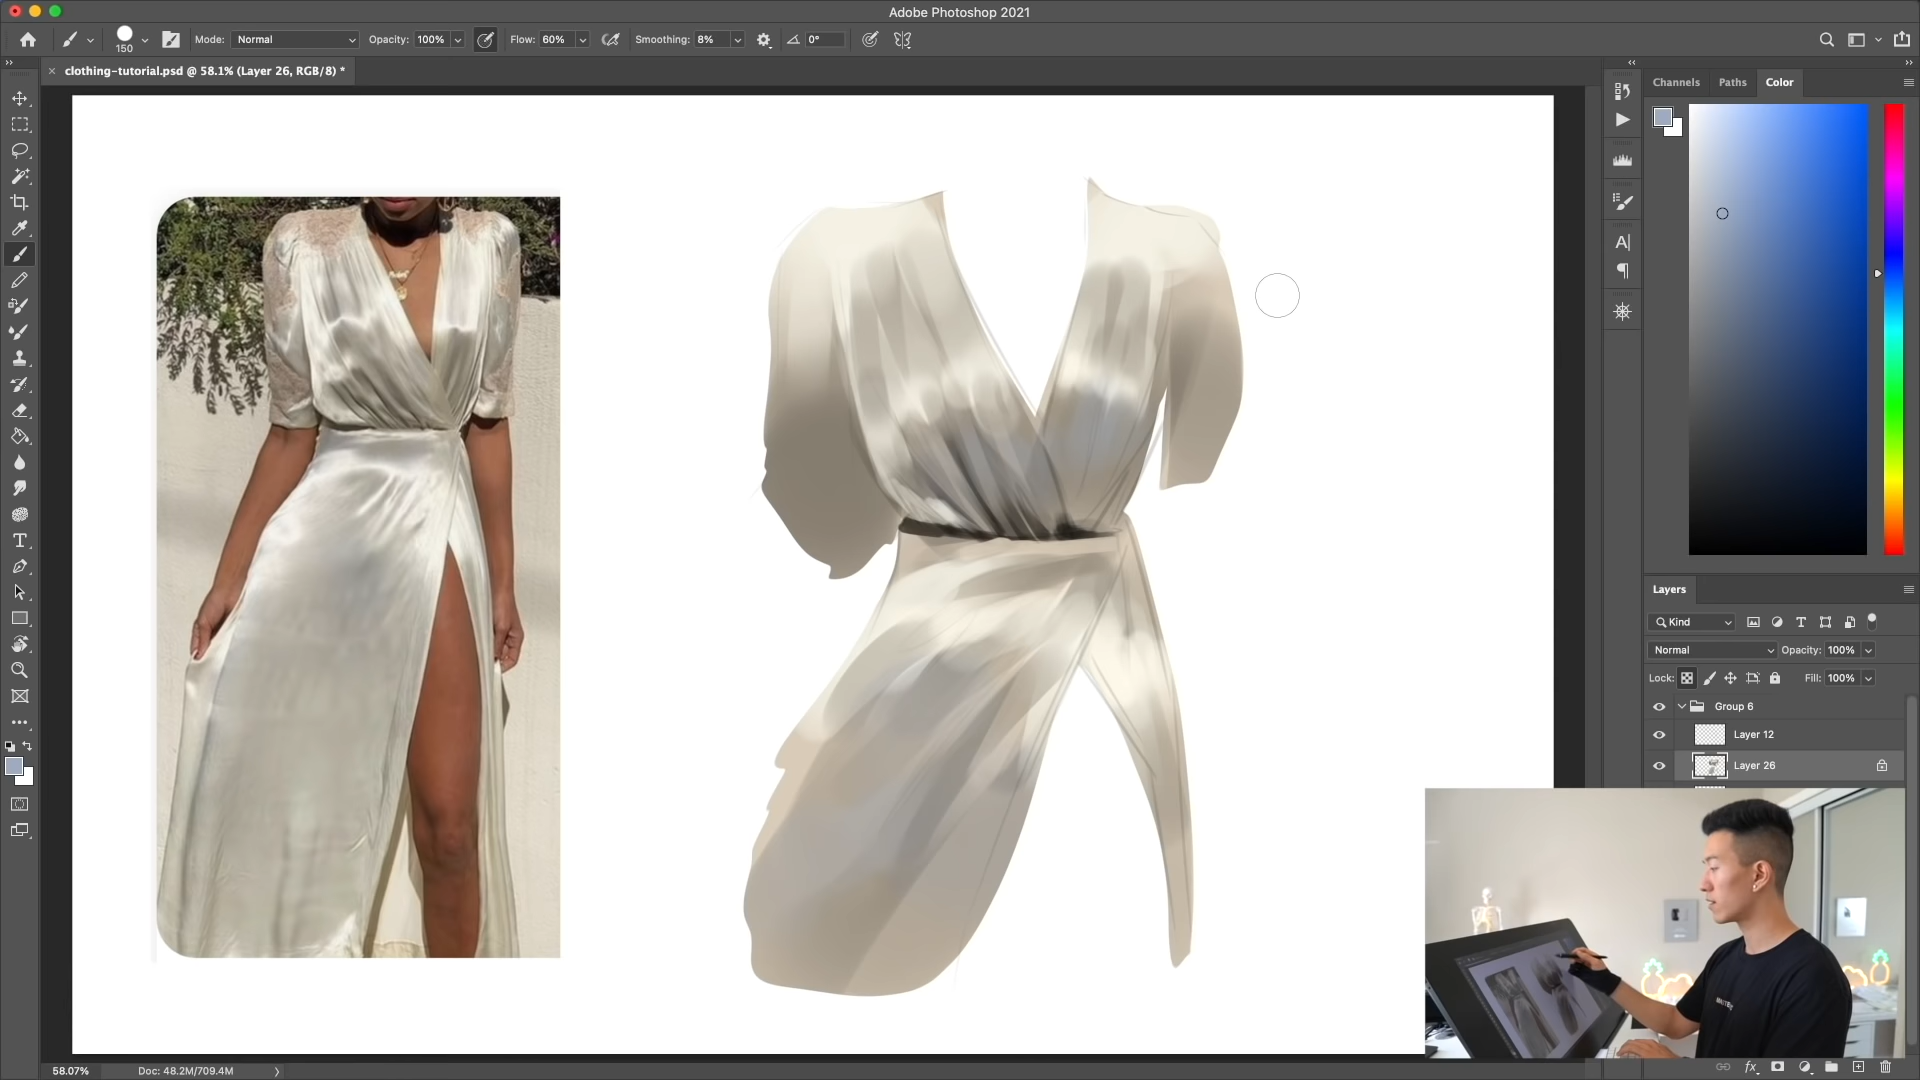 Adobe Photoshop 2021
150
Mode: Normal
Opacity: 100%
Flow: 60%
Smoothing: 8%
0°
clothing-tutorial.psd @ 58.1% (Layer 26, RGB/8) *
Channels Paths Color
Layers
Kind
Normal Opacity: 100%
Lock: Fill: 100%
Group 6
Layer 12
Layer 26
58.07% Doc: 48.2M/709.4M